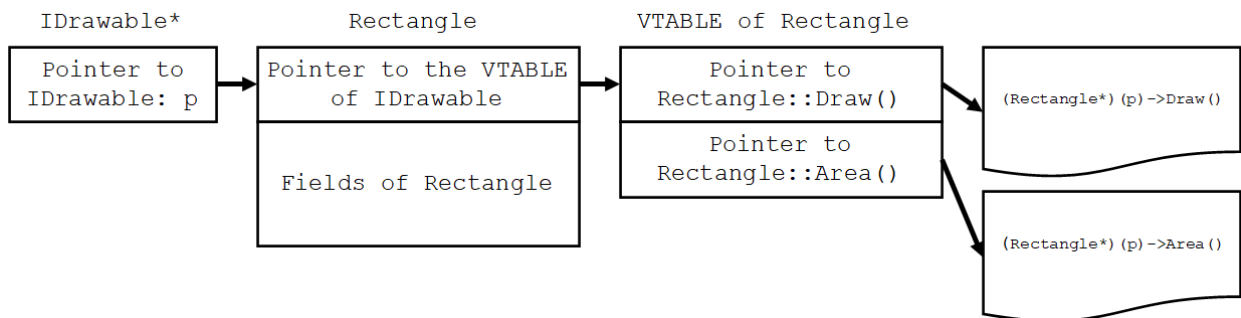 IDrawable*
Rectangle
VTABLE of Rectangle
Pointer to
IDrawable: p
Pointer to the VTABLE
of IDrawable
Fields of Rectangle
Pointer to
Rectangle::Draw()
Pointer to
Rectangle::Area()
(Rectangle*)(p)->Draw()
(Rectangle*)(p)->Area()